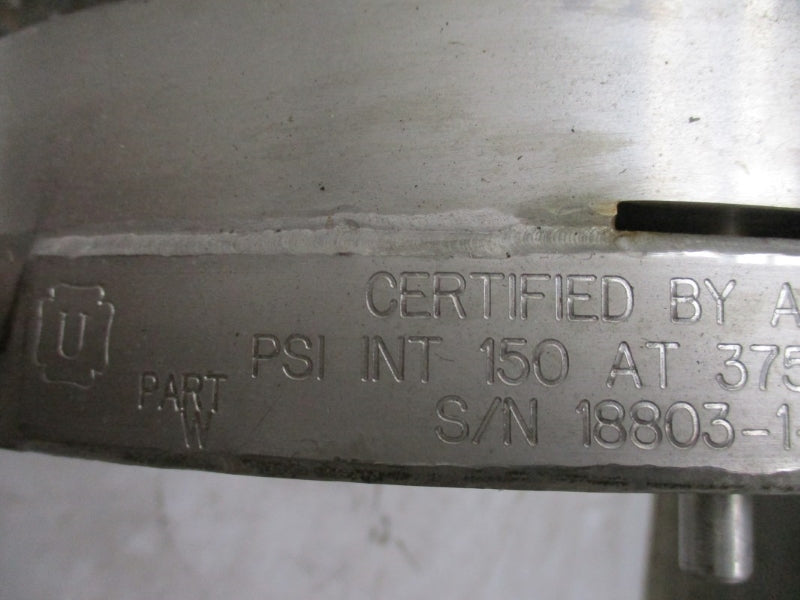 U
CERTIFIED BY A
PSI INT 150 AT 375
PART
W
S/N 18803-1-